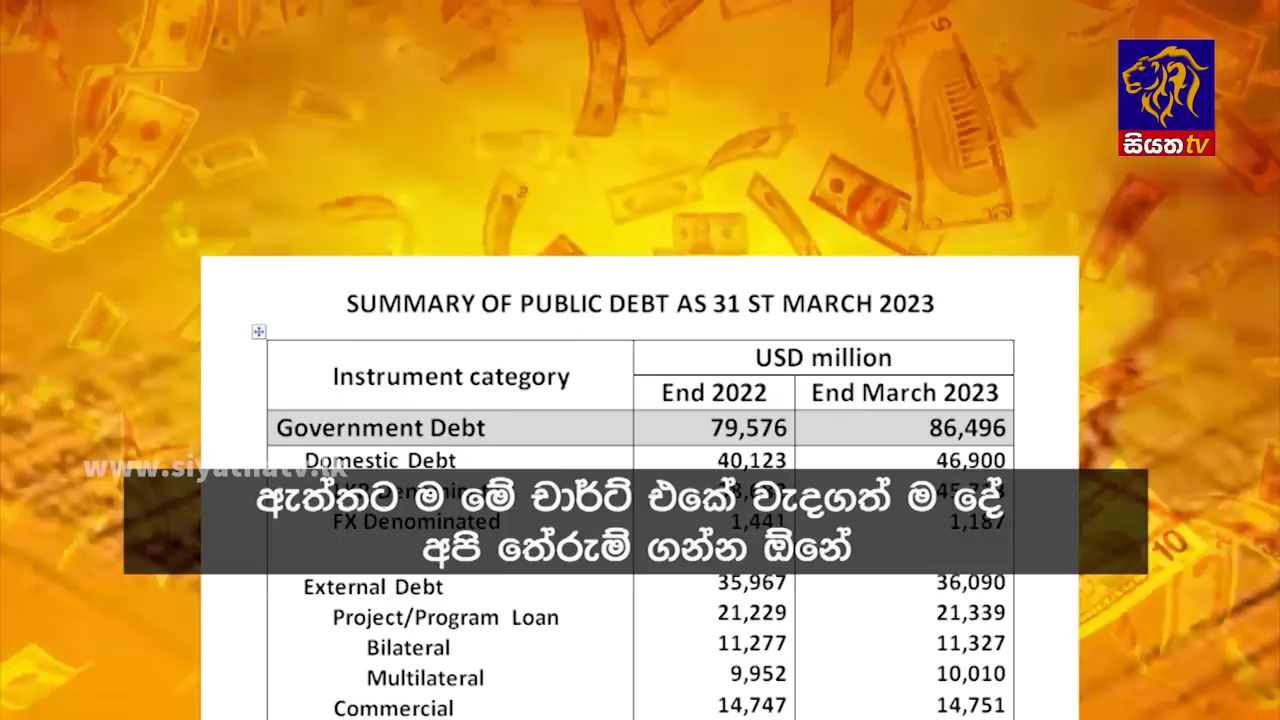 සියත tv
SUMMARY OF PUBLIC DEBT AS 31 ST MARCH 2023
Instrument category
USD million
End 2022 End March 2023
Government Debt 79,576 86,496
www.siyathatv.lk
Domestic Debt 40,123 46,900
ඇත්තට ම මේ චාර්ට් එකේ වැදගත් ම දේ
FX Denominated 1,441 1,187
අපි තේරුම් ගන්න ඕනේ
External Debt 35,967 36,090
Project/Program Loan 21,229 21,339
Bilateral 11,277 11,327
Multilateral 9,952 10,010
Commercial 14,747 14,751